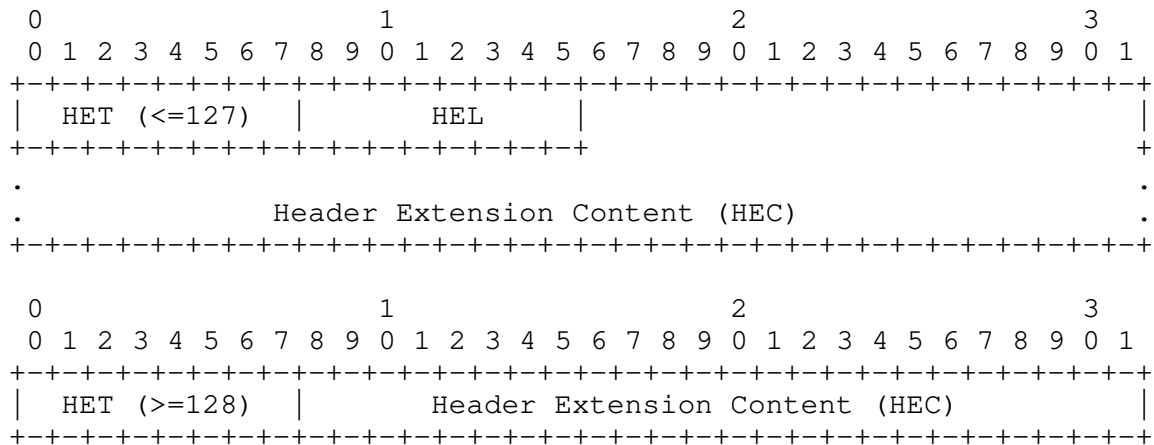 0                   1                   2                   3
 0 1 2 3 4 5 6 7 8 9 0 1 2 3 4 5 6 7 8 9 0 1 2 3 4 5 6 7 8 9 0 1
+-+-+-+-+-+-+-+-+-+-+-+-+-+-+-+-+-+-+-+-+-+-+-+-+-+-+-+-+-+-+-+-+
|  HET (<=127)  |       HEL     |                               |
+-+-+-+-+-+-+-+-+-+-+-+-+-+-+-+-+                               +
.                                                               .
.              Header Extension Content (HEC)                   .
+-+-+-+-+-+-+-+-+-+-+-+-+-+-+-+-+-+-+-+-+-+-+-+-+-+-+-+-+-+-+-+-+

 0                   1                   2                   3
 0 1 2 3 4 5 6 7 8 9 0 1 2 3 4 5 6 7 8 9 0 1 2 3 4 5 6 7 8 9 0 1
+-+-+-+-+-+-+-+-+-+-+-+-+-+-+-+-+-+-+-+-+-+-+-+-+-+-+-+-+-+-+-+-+
|  HET (>=128)  |       Header Extension Content (HEC)          |
+-+-+-+-+-+-+-+-+-+-+-+-+-+-+-+-+-+-+-+-+-+-+-+-+-+-+-+-+-+-+-+-+